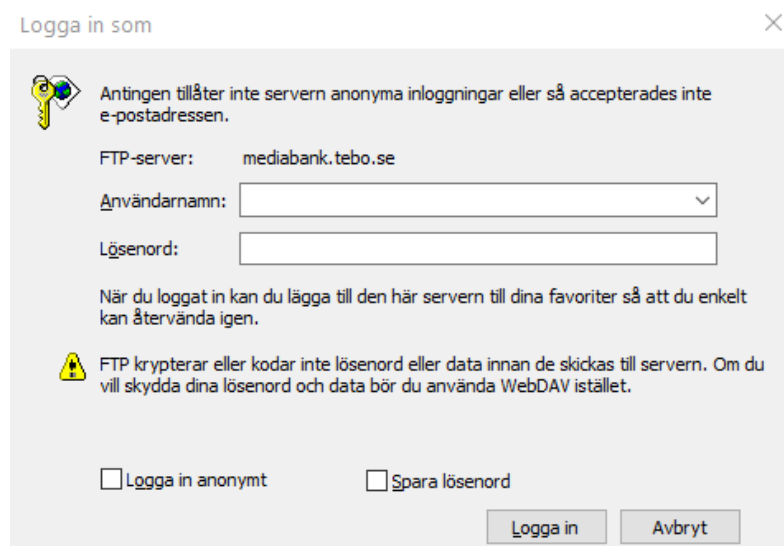 Logga in som
Antingen tillåter inte servern anonyma inloggningar eller så accepterades inte
e-postadressen.
FTP-server: mediabank.tebo.se
Användarnamn:
Lösenord:
När du loggat in kan du lägga till den här servern till dina favoriter så att du enkelt
kan återvända igen.
FTP krypterar eller kodar inte lösenord eller data innan de skickas till servern. Om du
vill skydda dina lösenord och data bör du använda WebDAV istället.
Logga in anonymt Spara lösenord
Logga in Avbryt